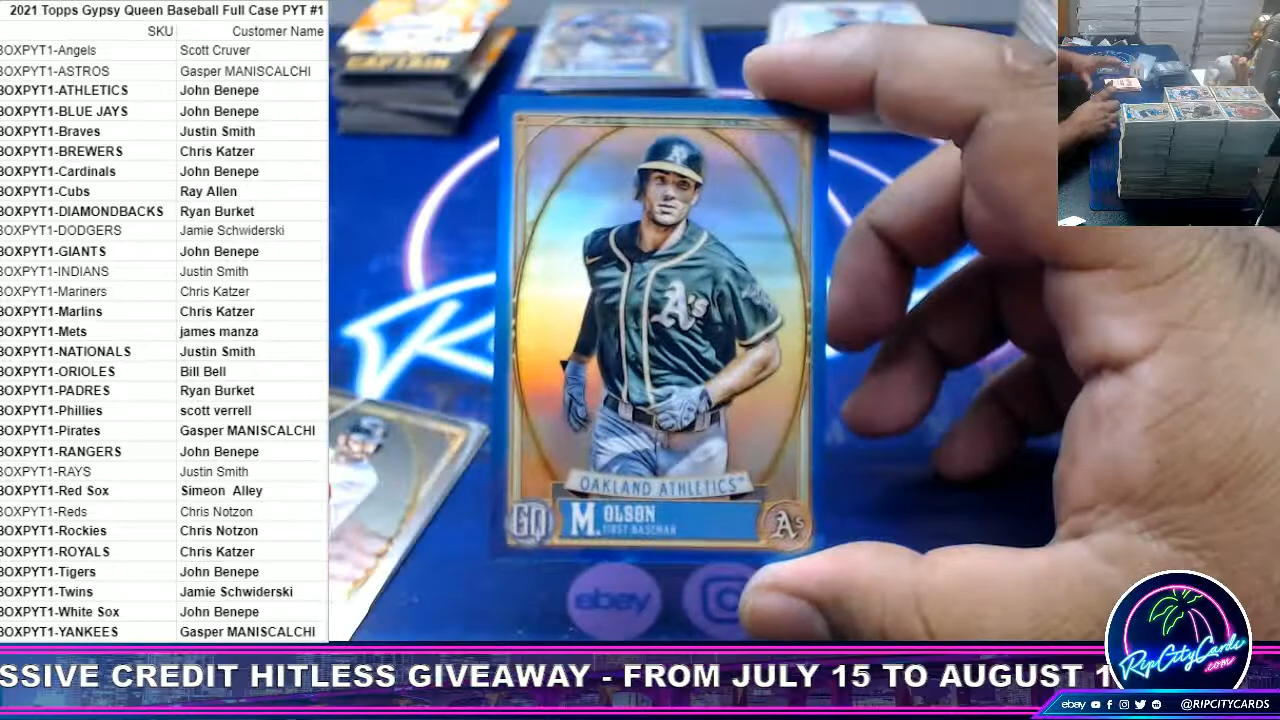 2021 Topps Gypsy Queen Baseball Full Case PYT #1
SKU Customer Name
BOXPYT1-Angels Scott Cruver
BOXPYT1-ASTROS Gasper MANISCALCHI
BOXPYT1-ATHLETICS John Benepe
BOXPYT1-BLUE JAYS John Benepe
BOXPYT1-Braves Justin Smith
BOXPYT1-BREWERS Chris Katzer
BOXPYT1-Cardinals John Benepe
BOXPYT1-Cubs Ray Allen
BOXPYT1-DIAMONDBACKS Ryan Burket
BOXPYT1-DODGERS Jamie Schwiderski
BOXPYT1-GIANTS John Benepe
BOXPYT1-INDIANS Justin Smith
BOXPYT1-Mariners Chris Katzer
BOXPYT1-Marlins Chris Katzer
BOXPYT1-Mets james manza
BOXPYT1-NATIONALS Justin Smith
BOXPYT1-ORIOLES Bill Bell
BOXPYT1-PADRES Ryan Burket
BOXPYT1-Phillies scott verrell
BOXPYT1-Pirates Gasper MANISCALCHI
BOXPYT1-RANGERS John Benepe
BOXPYT1-RAYS Justin Smith
BOXPYT1-Red Sox Simeon Alley
BOXPYT1-Reds Chris Notzon
BOXPYT1-Rockies Chris Notzon
BOXPYT1-ROYALS Chris Katzer
BOXPYT1-Tigers John Benepe
BOXPYT1-Twins Jamie Schwiderski
BOXPYT1-White Sox John Benepe
BOXPYT1-YANKEES Gasper MANISCALCHI
A's
A's
OAKLAND ATHLETICS
GQ M. OLSON A's
FIRST BASEMAN
ebay
SSIVE CREDIT HITLESS GIVEAWAY - FROM JULY 15 TO AUGUST 1
RipCityCards
.com
ebay @RIPCITYCARDS